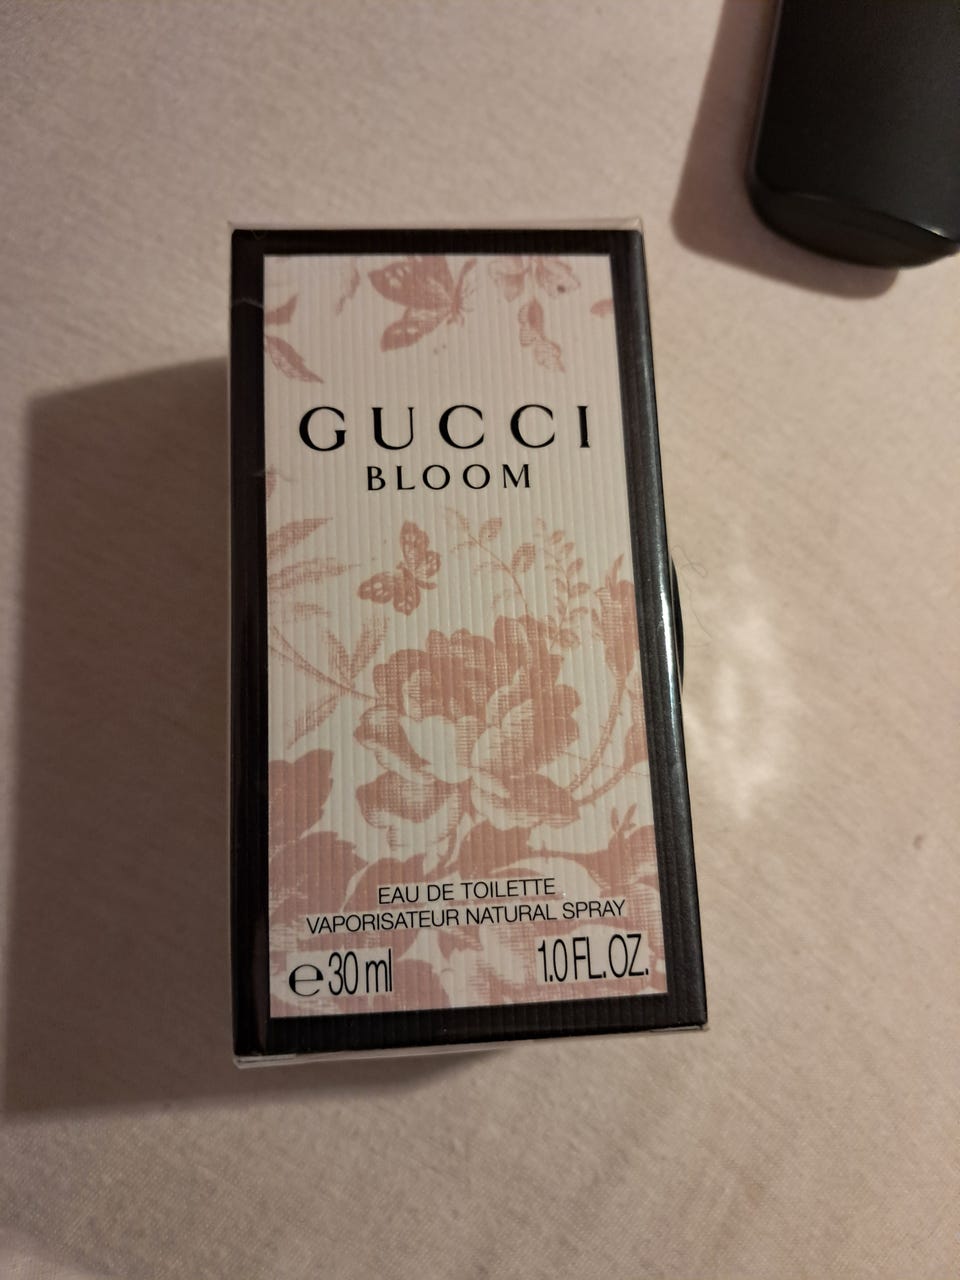 GUCCI
BLOOM
EAU DE TOILETTE
VAPORISATEUR NATURAL SPRAY
℮30 ml 1.0 FL. OZ.